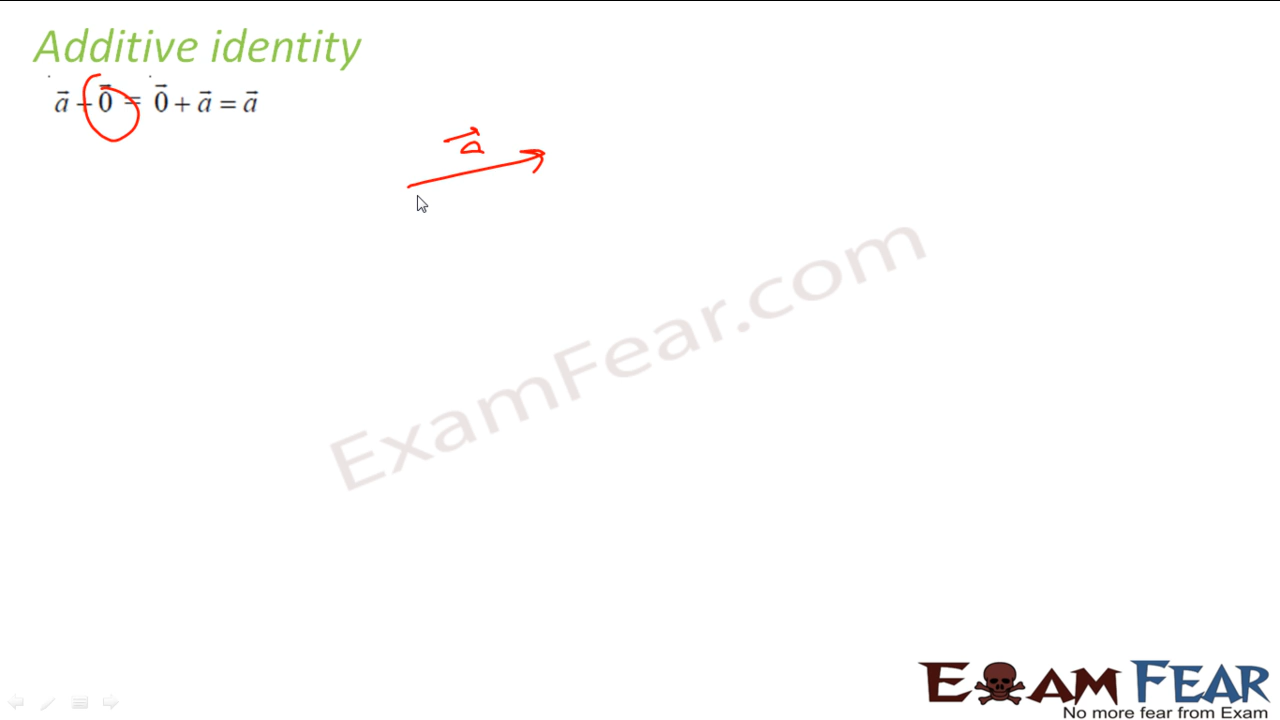 Additive identity
a⃗ + 0⃗ = 0⃗ + a⃗ = a⃗
a⃗
ExamFear.com
EXAM FEAR
No more fear from Exam